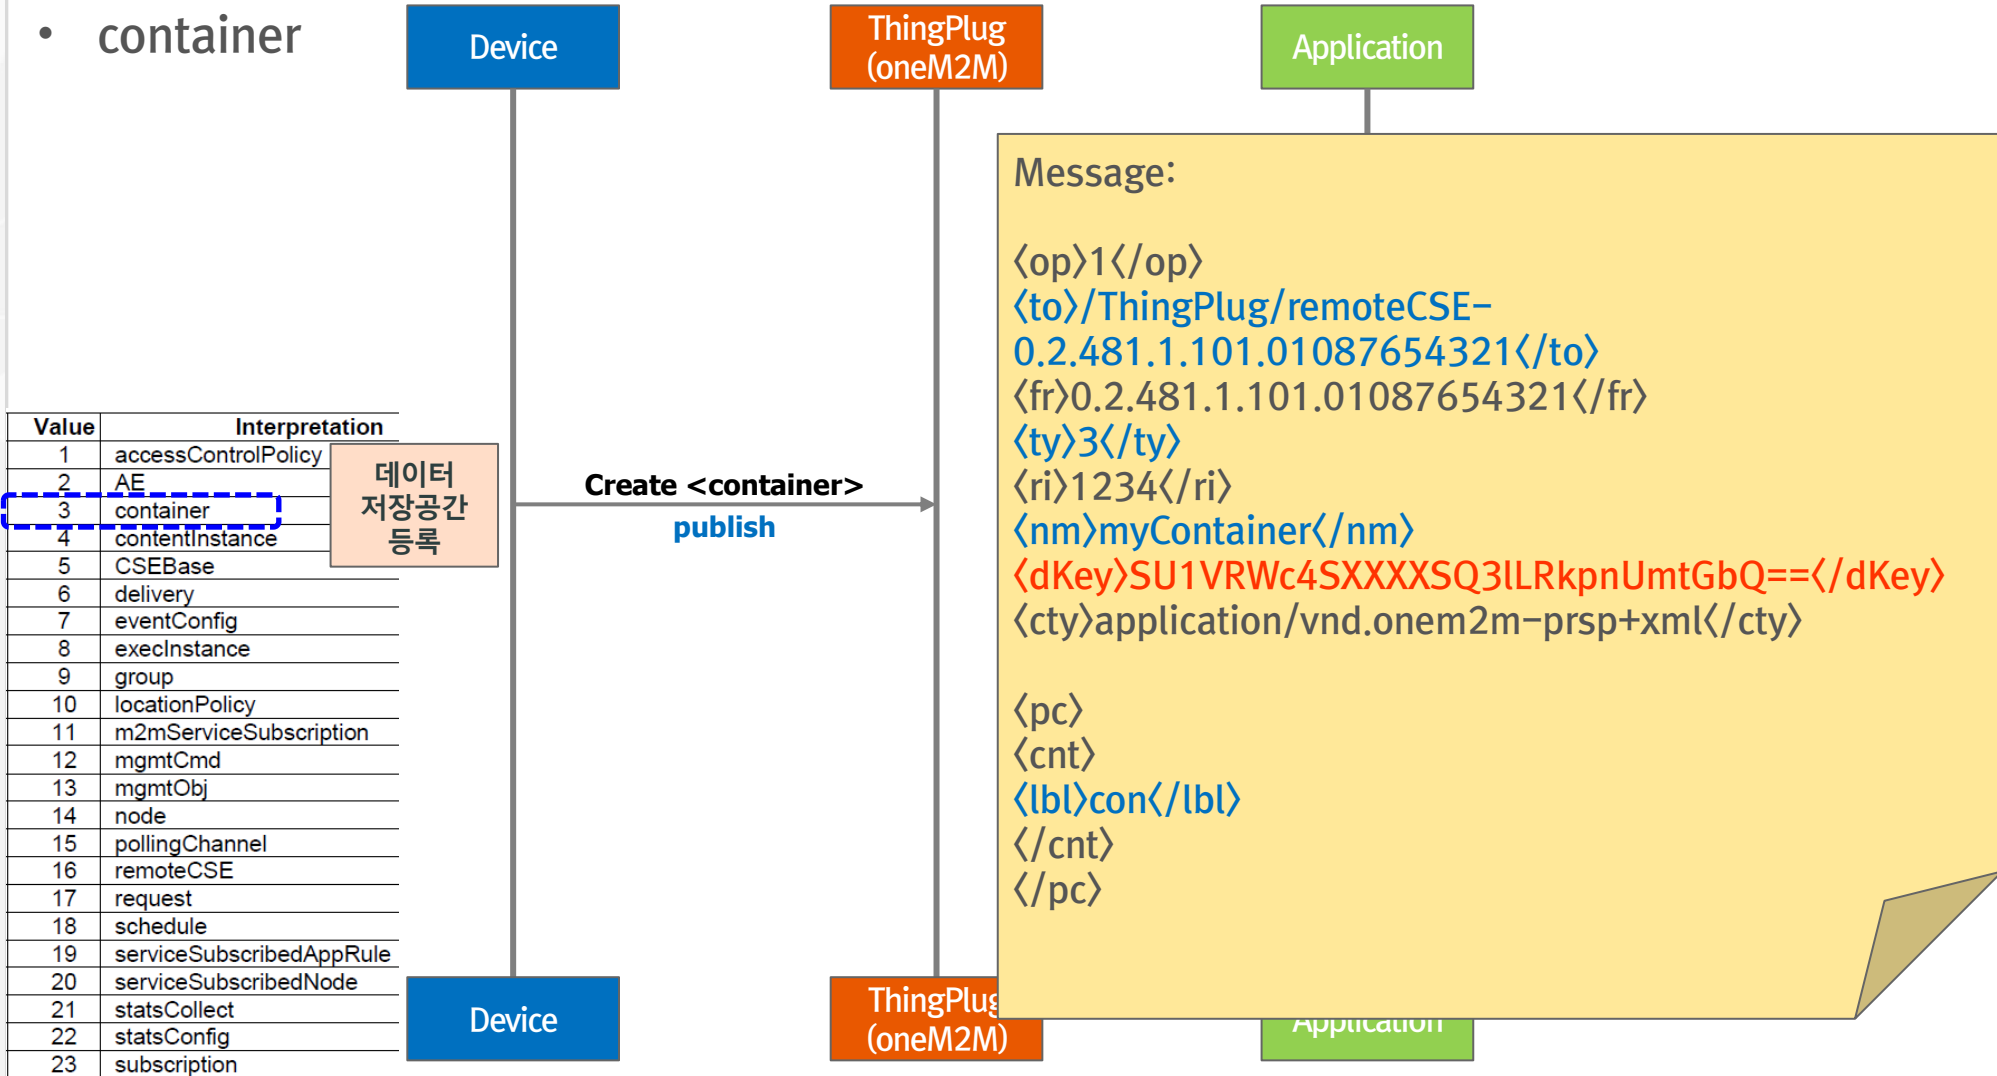 • container
Device
ThingPlug
(oneM2M)
Application
Message:
<op>1</op>
<to>/ThingPlug/remoteCSE-
0.2.481.1.101.01087654321</to>
<fr>0.2.481.1.101.01087654321</fr>
<ty>3</ty>
<ri>1234</ri>
<nm>myContainer</nm>
<dKey>SU1VRWc4SXXXXSQ3lLRkpnUmtGbQ==</dKey>
<cty>application/vnd.onem2m-prsp+xml</cty>
<pc>
<cnt>
<lbl>con</lbl>
</cnt>
</pc>
Value Interpretation
1 accessControlPolicy
2 AE
3 container
4 contentInstance
5 CSEBase
6 delivery
7 eventConfig
8 execInstance
9 group
10 locationPolicy
11 m2mServiceSubscription
12 mgmtCmd
13 mgmtObj
14 node
15 pollingChannel
16 remoteCSE
17 request
18 schedule
19 serviceSubscribedAppRule
20 serviceSubscribedNode
21 statsCollect
22 statsConfig
23 subscription
데이터
저장공간
등록
Create <container>
publish
Device
ThingPlug
(oneM2M)
Application